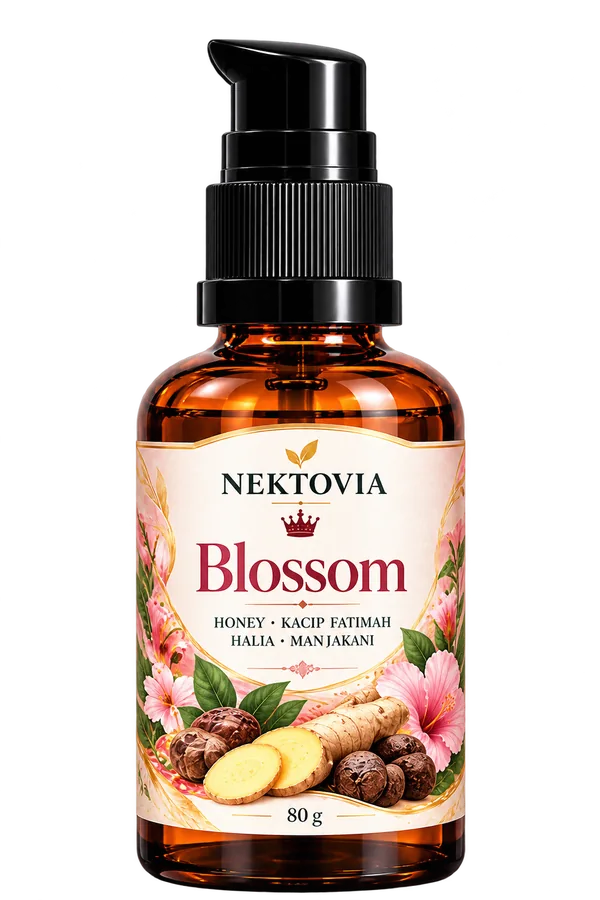 NEKTOVIA
Blossom
HONEY • KACIP FATIMAH
HALIA • MANJAKANI
80 g